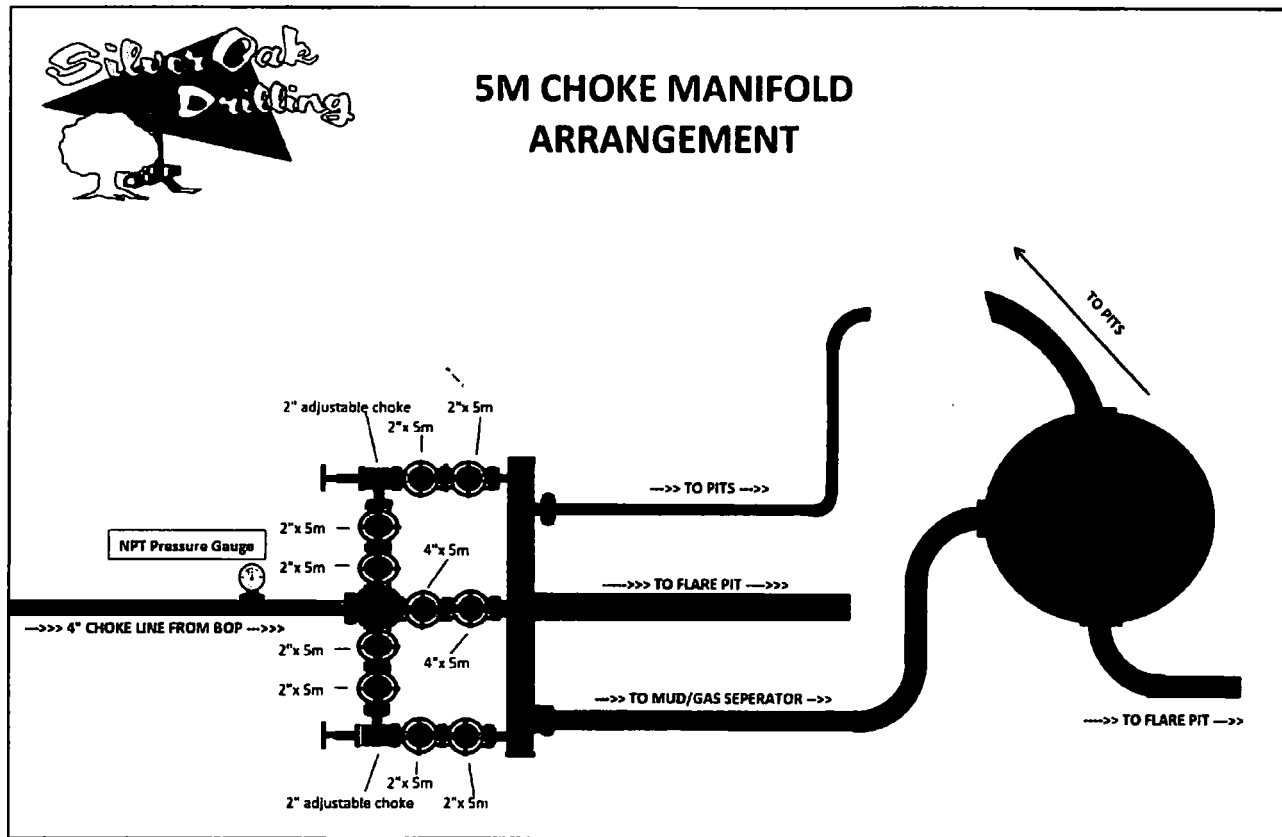 Silver Oak
Drilling
5M CHOKE MANIFOLD
ARRANGEMENT
TO PITS
2" adjustable choke
2"x 5m
2"x 5m
--->> TO PITS --->>
2"x 5m
NPT Pressure Gauge
4"x 5m
2"x 5m
---->>> TO FLARE PIT --->>>
--->>> 4" CHOKE LINE FROM BOP --->>>
2"x 5m
4"x 5m
2"x 5m
--->> TO MUD/GAS SEPERATOR -->>
---->> TO FLARE PIT --->>
2"x 5m
2" adjustable choke
2"x 5m